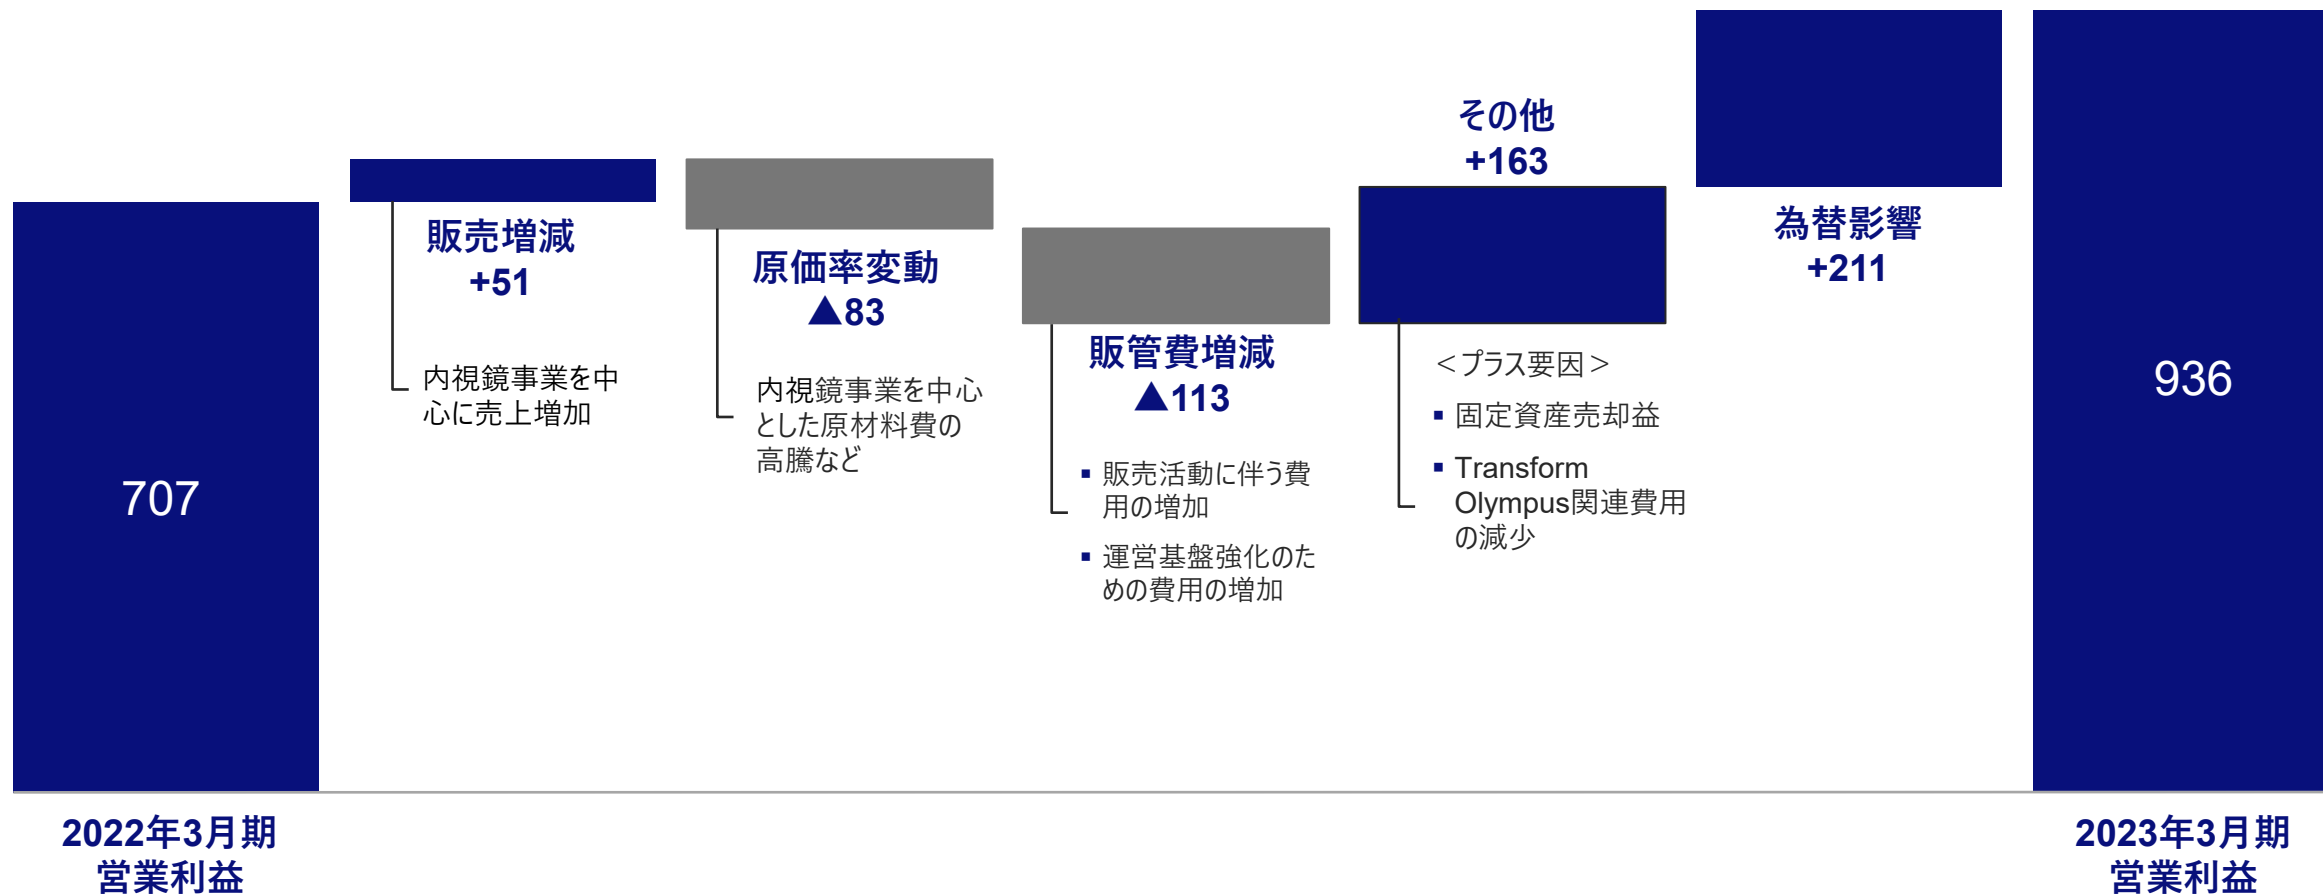 707
2022年3月期
営業利益
販売増減
+51
内視鏡事業を中
心に売上増加
原価率変動
▲83
内視鏡事業を中心
とした原材料費の
高騰など
販管費増減
▲113
▪ 販売活動に伴う費
用の増加
▪ 運営基盤強化のた
めの費用の増加
その他
+163
＜プラス要因＞
▪ 固定資産売却益
▪ Transform
Olympus関連費用
の減少
為替影響
+211
936
2023年3月期
営業利益